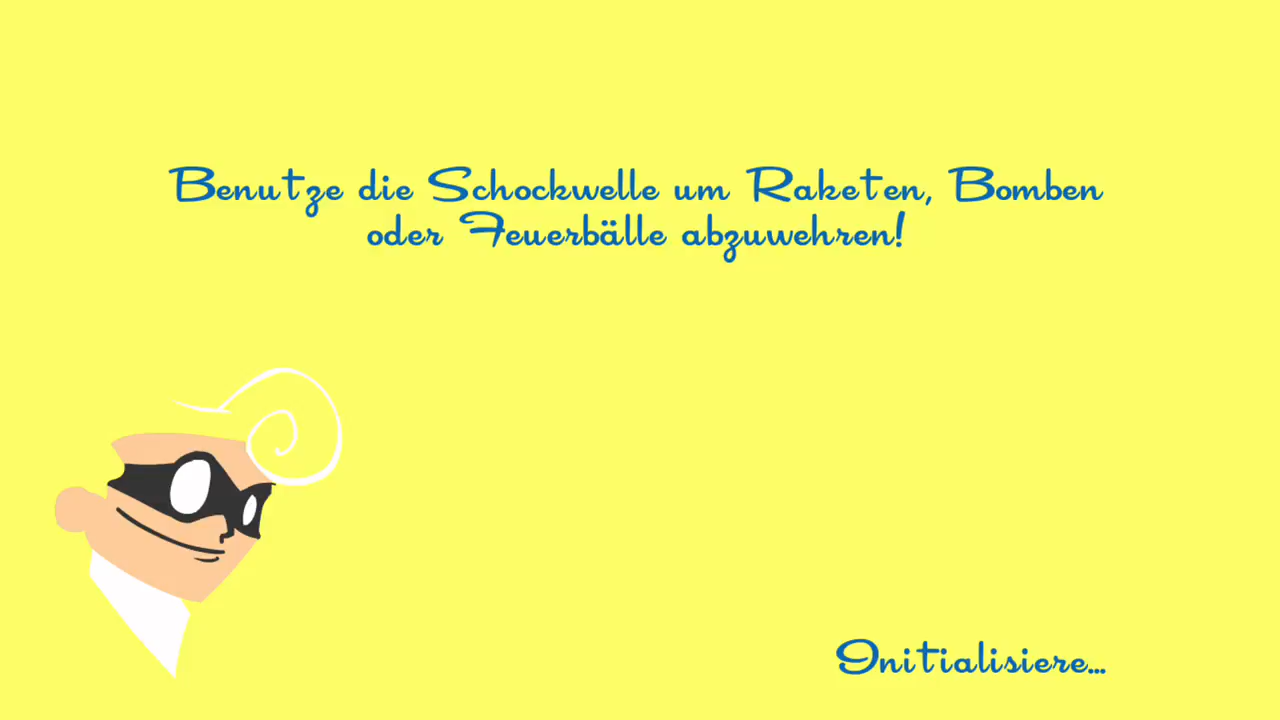 Benutze die Schockwelle um Raketen, Bomben
oder Feuerbälle abzuwehren!
Initialisiere...